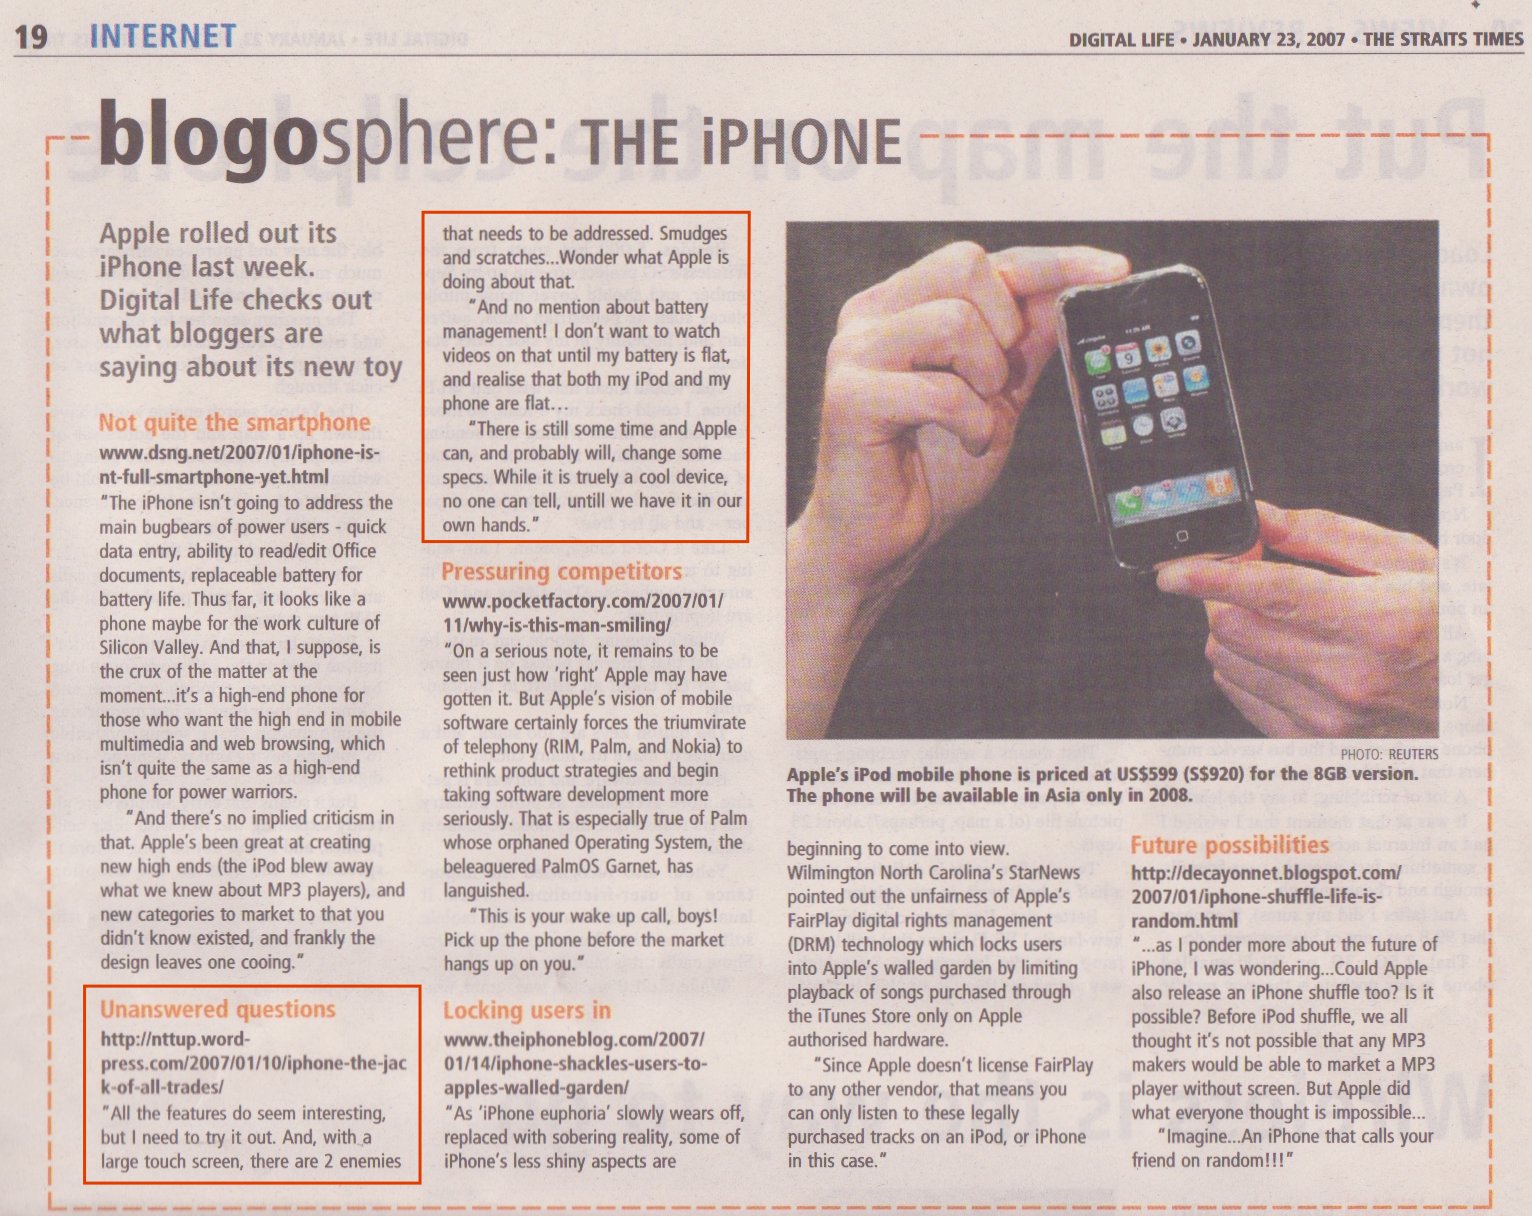 19 INTERNET
DIGITAL LIFE • JANUARY 23, 2007 • THE STRAITS TIMES
blogosphere: THE iPHONE
Apple rolled out its
iPhone last week.
Digital Life checks out
what bloggers are
saying about its new toy
Not quite the smartphone
www.dsng.net/2007/01/iphone-is-
nt-full-smartphone-yet.html
"The iPhone isn't going to address the
main bugbears of power users - quick
data entry, ability to read/edit Office
documents, replaceable battery for
battery life. Thus far, it looks like a
phone maybe for the work culture of
Silicon Valley. And that, I suppose, is
the crux of the matter at the
moment...it's a high-end phone for
those who want the high end in mobile
multimedia and web browsing, which
isn't quite the same as a high-end
phone for power warriors.
"And there's no implied criticism in
that. Apple's been great at creating
new high ends (the iPod blew away
what we knew about MP3 players), and
new categories to market to that you
didn't know existed, and frankly the
design leaves one cooing."
Unanswered questions
http://nttup.word-
press.com/2007/01/10/iphone-the-jac
k-of-all-trades/
"All the features do seem interesting,
but I need to try it out. And, with a
large touch screen, there are 2 enemies
that needs to be addressed. Smudges
and scratches...Wonder what Apple is
doing about that.
"And no mention about battery
management! I don't want to watch
videos on that until my battery is flat,
and realise that both my iPod and my
phone are flat...
"There is still some time and Apple
can, and probably will, change some
specs. While it is truely a cool device,
no one can tell, untill we have it in our
own hands."
Pressuring competitors
www.pocketfactory.com/2007/01/
11/why-is-this-man-smiling/
"On a serious note, it remains to be
seen just how 'right' Apple may have
gotten it. But Apple's vision of mobile
software certainly forces the triumvirate
of telephony (RIM, Palm, and Nokia) to
rethink product strategies and begin
taking software development more
seriously. That is especially true of Palm
whose orphaned Operating System, the
beleaguered PalmOS Garnet, has
languished.
"This is your wake up call, boys!
Pick up the phone before the market
hangs up on you."
Locking users in
www.theiphoneblog.com/2007/
01/14/iphone-shackles-users-to-
apples-walled-garden/
"As 'iPhone euphoria' slowly wears off,
replaced with sobering reality, some of
iPhone's less shiny aspects are
PHOTO: REUTERS
Apple's iPod mobile phone is priced at US$599 (S$920) for the 8GB version.
The phone will be available in Asia only in 2008.
beginning to come into view.
Wilmington North Carolina's StarNews
pointed out the unfairness of Apple's
FairPlay digital rights management
(DRM) technology which locks users
into Apple's walled garden by limiting
playback of songs purchased through
the iTunes Store only on Apple
authorised hardware.
"Since Apple doesn't license FairPlay
to any other vendor, that means you
can only listen to these legally
purchased tracks on an iPod, or iPhone
in this case."
Future possibilities
http://decayonnet.blogspot.com/
2007/01/iphone-shuffle-life-is-
random.html
"...as I ponder more about the future of
iPhone, I was wondering...Could Apple
also release an iPhone shuffle too? Is it
possible? Before iPod shuffle, we all
thought it's not possible that any MP3
makers would be able to market a MP3
player without screen. But Apple did
what everyone thought is impossible...
"Imagine...An iPhone that calls your
friend on random!!!"